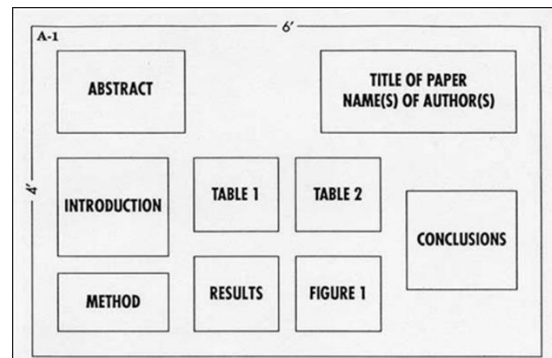 6'
A-1
ABSTRACT
TITLE OF PAPER
NAME(S) OF AUTHOR(S)
4'
INTRODUCTION
TABLE 1
TABLE 2
CONCLUSIONS
METHOD
RESULTS
FIGURE 1